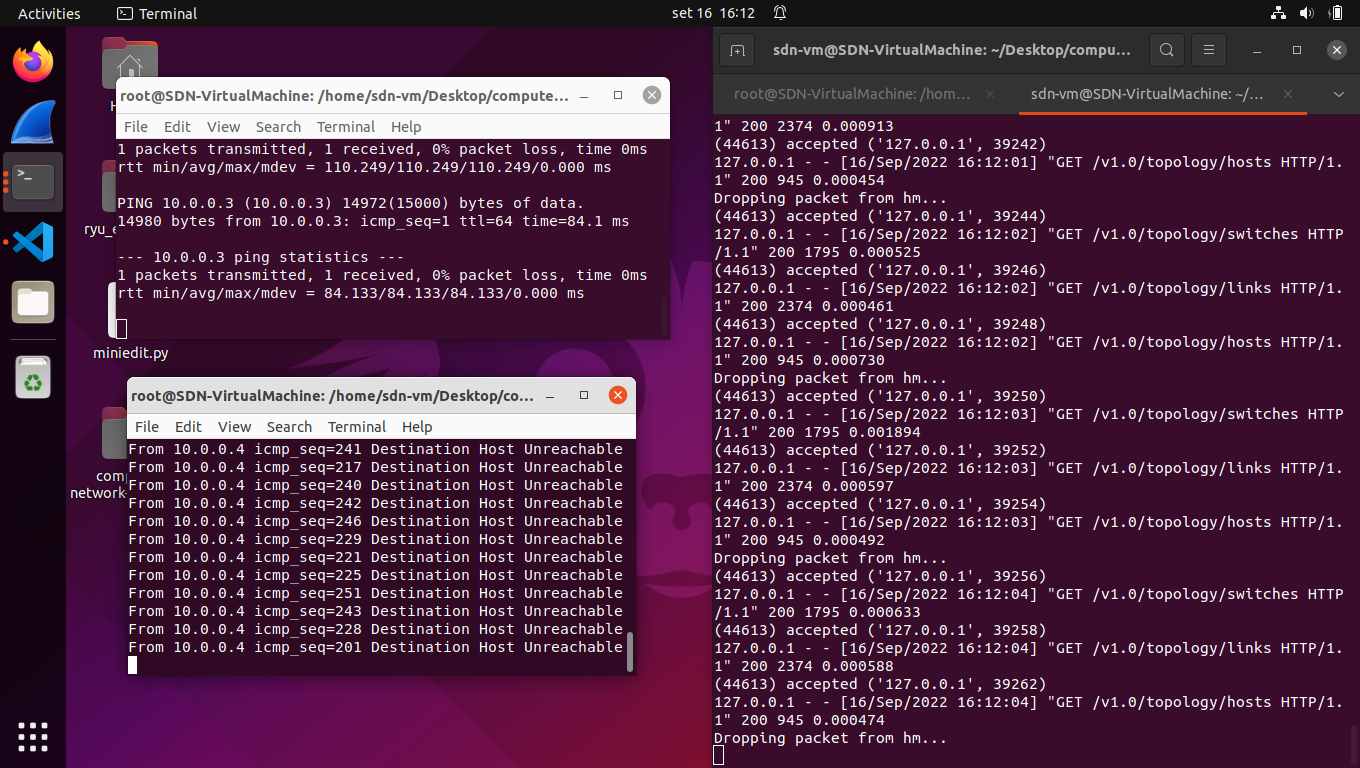 Activities
Terminal
set 16 16:12
root@SDN-VirtualMachine: /home/sdn-vm/Desktop/compute...
File Edit View Search Terminal Help
1 packets transmitted, 1 received, 0% packet loss, time 0ms
rtt min/avg/max/mdev = 110.249/110.249/110.249/0.000 ms
PING 10.0.0.3 (10.0.0.3) 14972(15000) bytes of data.
14980 bytes from 10.0.0.3: icmp_seq=1 ttl=64 time=84.1 ms
--- 10.0.0.3 ping statistics ---
1 packets transmitted, 1 received, 0% packet loss, time 0ms
rtt min/avg/max/mdev = 84.133/84.133/84.133/0.000 ms
H
ryu_e
miniedit.py
com
network-
root@SDN-VirtualMachine: /home/sdn-vm/Desktop/co...
File Edit View Search Terminal Help
From 10.0.0.4 icmp_seq=241 Destination Host Unreachable
From 10.0.0.4 icmp_seq=217 Destination Host Unreachable
From 10.0.0.4 icmp_seq=240 Destination Host Unreachable
From 10.0.0.4 icmp_seq=242 Destination Host Unreachable
From 10.0.0.4 icmp_seq=246 Destination Host Unreachable
From 10.0.0.4 icmp_seq=229 Destination Host Unreachable
From 10.0.0.4 icmp_seq=221 Destination Host Unreachable
From 10.0.0.4 icmp_seq=225 Destination Host Unreachable
From 10.0.0.4 icmp_seq=251 Destination Host Unreachable
From 10.0.0.4 icmp_seq=243 Destination Host Unreachable
From 10.0.0.4 icmp_seq=228 Destination Host Unreachable
From 10.0.0.4 icmp_seq=201 Destination Host Unreachable
sdn-vm@SDN-VirtualMachine: ~/Desktop/compu...
root@SDN-VirtualMachine: /hom...
sdn-vm@SDN-VirtualMachine: ~/...
1" 200 2374 0.000913
(44613) accepted ('127.0.0.1', 39242)
127.0.0.1 - - [16/Sep/2022 16:12:01] "GET /v1.0/topology/hosts HTTP/1.
1" 200 945 0.000454
Dropping packet from hm...
(44613) accepted ('127.0.0.1', 39244)
127.0.0.1 - - [16/Sep/2022 16:12:02] "GET /v1.0/topology/switches HTTP
/1.1" 200 1795 0.000525
(44613) accepted ('127.0.0.1', 39246)
127.0.0.1 - - [16/Sep/2022 16:12:02] "GET /v1.0/topology/links HTTP/1.
1" 200 2374 0.000461
(44613) accepted ('127.0.0.1', 39248)
127.0.0.1 - - [16/Sep/2022 16:12:02] "GET /v1.0/topology/hosts HTTP/1.
1" 200 945 0.000730
Dropping packet from hm...
(44613) accepted ('127.0.0.1', 39250)
127.0.0.1 - - [16/Sep/2022 16:12:03] "GET /v1.0/topology/switches HTTP
/1.1" 200 1795 0.001894
(44613) accepted ('127.0.0.1', 39252)
127.0.0.1 - - [16/Sep/2022 16:12:03] "GET /v1.0/topology/links HTTP/1.
1" 200 2374 0.000597
(44613) accepted ('127.0.0.1', 39254)
127.0.0.1 - - [16/Sep/2022 16:12:03] "GET /v1.0/topology/hosts HTTP/1.
1" 200 945 0.000492
Dropping packet from hm...
(44613) accepted ('127.0.0.1', 39256)
127.0.0.1 - - [16/Sep/2022 16:12:04] "GET /v1.0/topology/switches HTTP
/1.1" 200 1795 0.000633
(44613) accepted ('127.0.0.1', 39258)
127.0.0.1 - - [16/Sep/2022 16:12:04] "GET /v1.0/topology/links HTTP/1.
1" 200 2374 0.000588
(44613) accepted ('127.0.0.1', 39262)
127.0.0.1 - - [16/Sep/2022 16:12:04] "GET /v1.0/topology/hosts HTTP/1.
1" 200 945 0.000474
Dropping packet from hm...